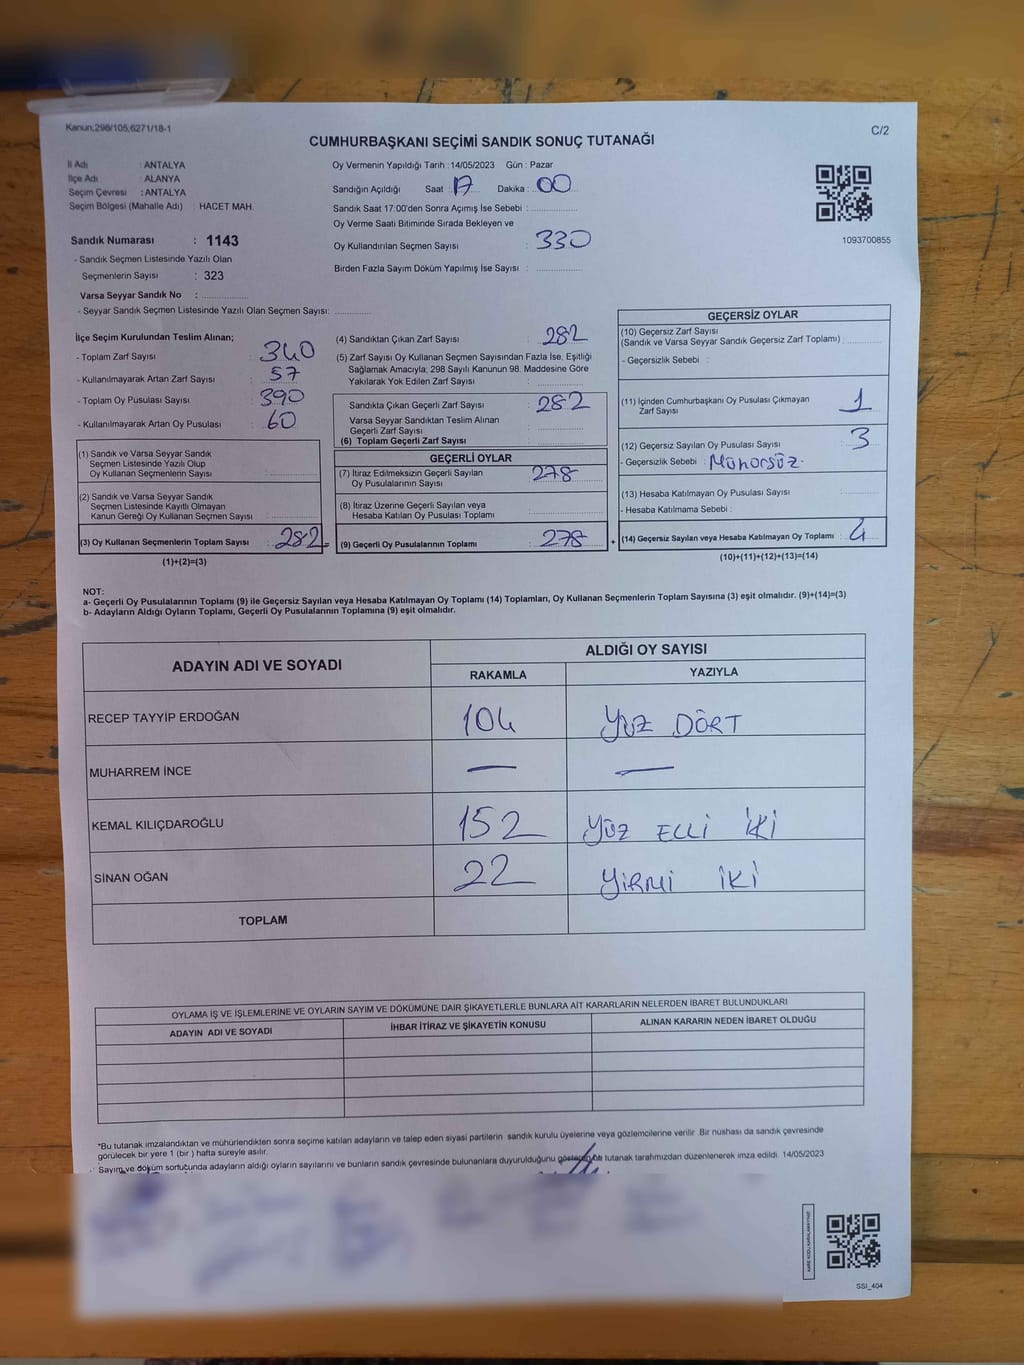 Kanun;298/105,6271/18-1
C/2
CUMHURBAŞKANI SEÇİMİ SANDIK SONUÇ TUTANAĞI
İl Adı : ANTALYA
İlçe Adı : ALANYA
Seçim Çevresi : ANTALYA
Seçim Bölgesi (Mahalle Adı) : HACET MAH.
Oy Vermenin Yapıldığı Tarih : 14/05/2023 Gün : Pazar
Sandığın Açıldığı Saat : 17 Dakika : 00
Sandık Saat 17:00'den Sonra Açımış İse Sebebi :
Oy Verme Saati Bitiminde Sırada Bekleyen ve
Oy Kullandırılan Seçmen Sayısı : 330
Birden Fazla Sayım Döküm Yapılmış İse Sayısı :
1093700855
Sandık Numarası : 1143
- Sandık Seçmen Listesinde Yazılı Olan
Seçmenlerin Sayısı : 323
Varsa Seyyar Sandık No :
- Seyyar Sandık Seçmen Listesinde Yazılı Olan Seçmen Sayısı:
İlçe Seçim Kurulundan Teslim Alınan;
- Toplam Zarf Sayısı : 340
- Kullanılmayarak Artan Zarf Sayısı : 57
- Toplam Oy Pusulası Sayısı : 390
- Kullanılmayarak Artan Oy Pusulası : 60
(1) Sandık ve Varsa Seyyar Sandık
Seçmen Listesinde Yazılı Olup
Oy Kullanan Seçmenlerin Sayısı :
(2) Sandık ve Varsa Seyyar Sandık
Seçmen Listesinde Kayıtlı Olmayan
Kanun Gereği Oy Kullanan Seçmen Sayısı :
(3) Oy Kullanan Seçmenlerin Toplam Sayısı : 282
(1)+(2)=(3)
(4) Sandıktan Çıkan Zarf Sayısı : 282
(5) Zarf Sayısı Oy Kullanan Seçmen Sayısından Fazla İse, Eşitliği
Sağlamak Amacıyla; 298 Sayılı Kanunun 98. Maddesine Göre
Yakılarak Yok Edilen Zarf Sayısı :
Sandıkta Çıkan Geçerli Zarf Sayısı : 282
Varsa Seyyar Sandıktan Teslim Alınan
Geçerli Zarf Sayısı :
(6) Toplam Geçerli Zarf Sayısı :
GEÇERLİ OYLAR
(7) İtiraz Edilmeksizin Geçerli Sayılan
Oy Pusulalarının Sayısı : 278
(8) İtiraz Üzerine Geçerli Sayılan veya
Hesaba Katılan Oy Pusulası Toplamı :
(9) Geçerli Oy Pusulalarının Toplamı : 278
+
GEÇERSİZ OYLAR
(10) Geçersiz Zarf Sayısı
(Sandık ve Varsa Seyyar Sandık Geçersiz Zarf Toplamı) :
- Geçersizlik Sebebi :
(11) İçinden Cumhurbaşkanı Oy Pusulası Çıkmayan
Zarf Sayısı : 1
(12) Geçersiz Sayılan Oy Pusulası Sayısı : 3
- Geçersizlik Sebebi : Mühürsüz.
(13) Hesaba Katılmayan Oy Pusulası Sayısı :
- Hesaba Katılmama Sebebi :
(14) Geçersiz Sayılan veya Hesaba Katılmayan Oy Toplamı : 4
(10)+(11)+(12)+(13)=(14)
NOT:
a- Geçerli Oy Pusulalarının Toplamı (9) ile Geçersiz Sayılan veya Hesaba Katılmayan Oy Toplamı (14) Toplamları, Oy Kullanan Seçmenlerin Toplam Sayısına (3) eşit olmalıdır. (9)+(14)=(3)
b- Adayların Aldığı Oyların Toplamı, Geçerli Oy Pusulalarının Toplamına (9) eşit olmalıdır.
ADAYIN ADI VE SOYADI ALDIĞI OY SAYISI
RAKAMLA YAZIYLA
RECEP TAYYİP ERDOĞAN 104 YÜZ DÖRT
MUHARREM İNCE — —
KEMAL KILIÇDAROĞLU 152 YÜZ ELLİ İKİ
SİNAN OĞAN 22 YİRMİ İKİ
TOPLAM
OYLAMA İŞ VE İŞLEMLERİNE VE OYLARIN SAYIM VE DÖKÜMÜNE DAİR ŞİKAYETLERLE BUNLARA AİT KARARLARIN NELERDEN İBARET BULUNDUKLARI
ADAYIN ADI VE SOYADI İHBAR İTİRAZ VE ŞİKAYETİN KONUSU ALINAN KARARIN NEDEN İBARET OLDUĞU
*Bu tutanak imzalandıktan ve mühürlendikten sonra seçime katılan adayların ve talep eden siyasi partilerin sandık kurulu üyelerine veya gözlemcilerine verilir. Bir nüshası da sandık çevresinde
görülecek bir yere 1 (bir ) hafta süreyle asılır.
Sayım ve döküm sonucunda adayların aldığı oyların sayılarını ve bunların sandık çevresinde bulunanlara duyurulduğunu gösteren bu tutanak tarafımızdan düzenlenerek imza edildi. 14/05/2023
KARE KODU KARALAMAYINIZ!
SSI_404